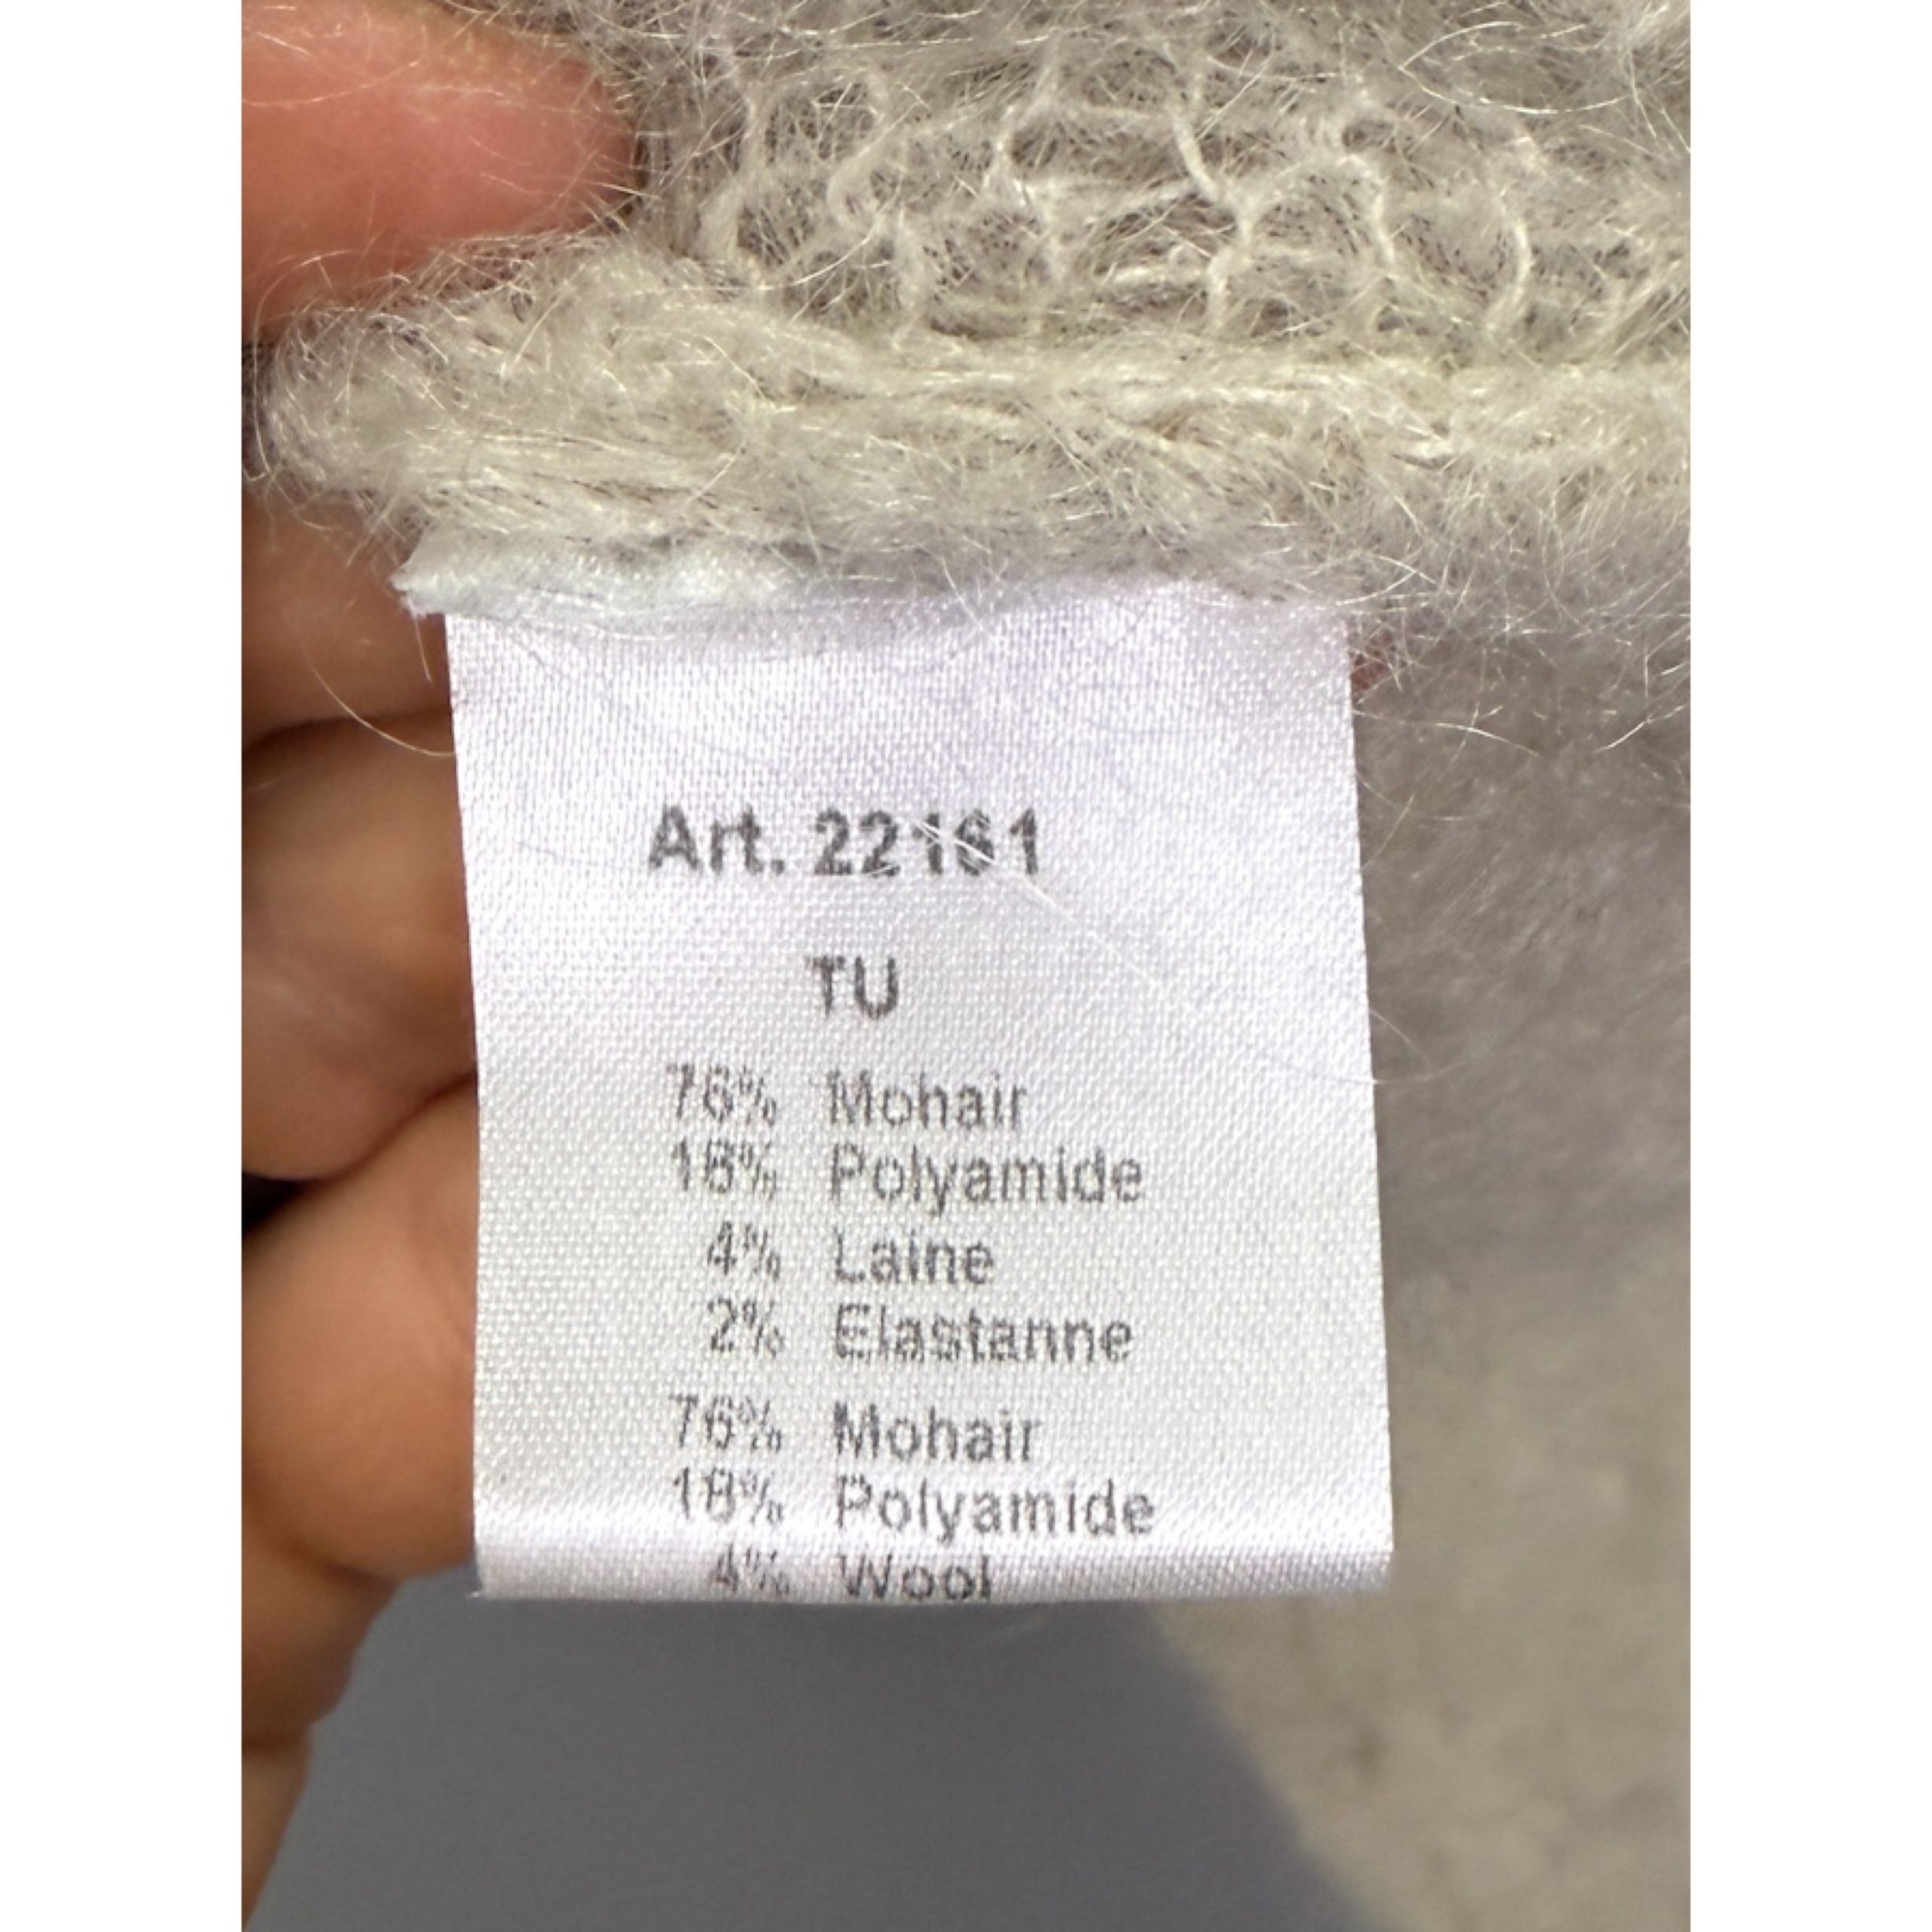 Art. 22161
TU
76% Mohair
18% Polyamide
4% Laine
2% Elastanne
76% Mohair
18% Polyamide
4% Wool